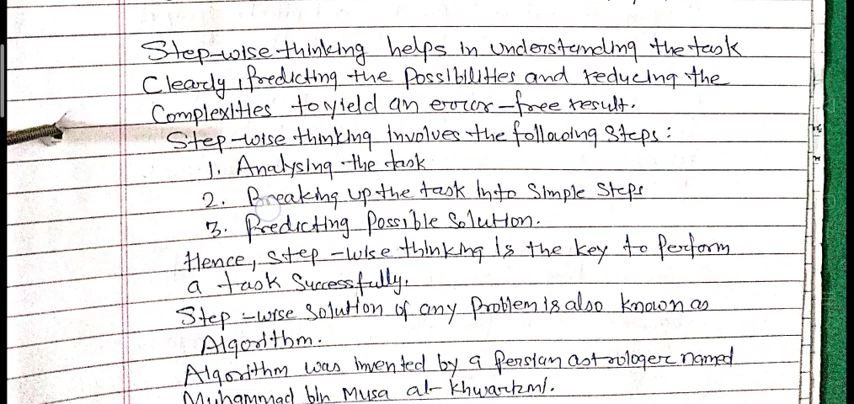 Step-wise thinking helps in understanding the task
Clearly, predicting the possibilities and reducing the
Complexities to yield an error-free result.
Step-wise thinking involves the following steps:
1. Analysing the task
2. Breaking up the task into simple steps
3. Predicting possible solution.
Hence, step-wise thinking is the key to perform
a task successfully.
Step-wise solution of any problem is also known as
Algorithm.
Algorithm was invented by a persian astrologer named
Muhammad bin Musa al-Khwarizmi.